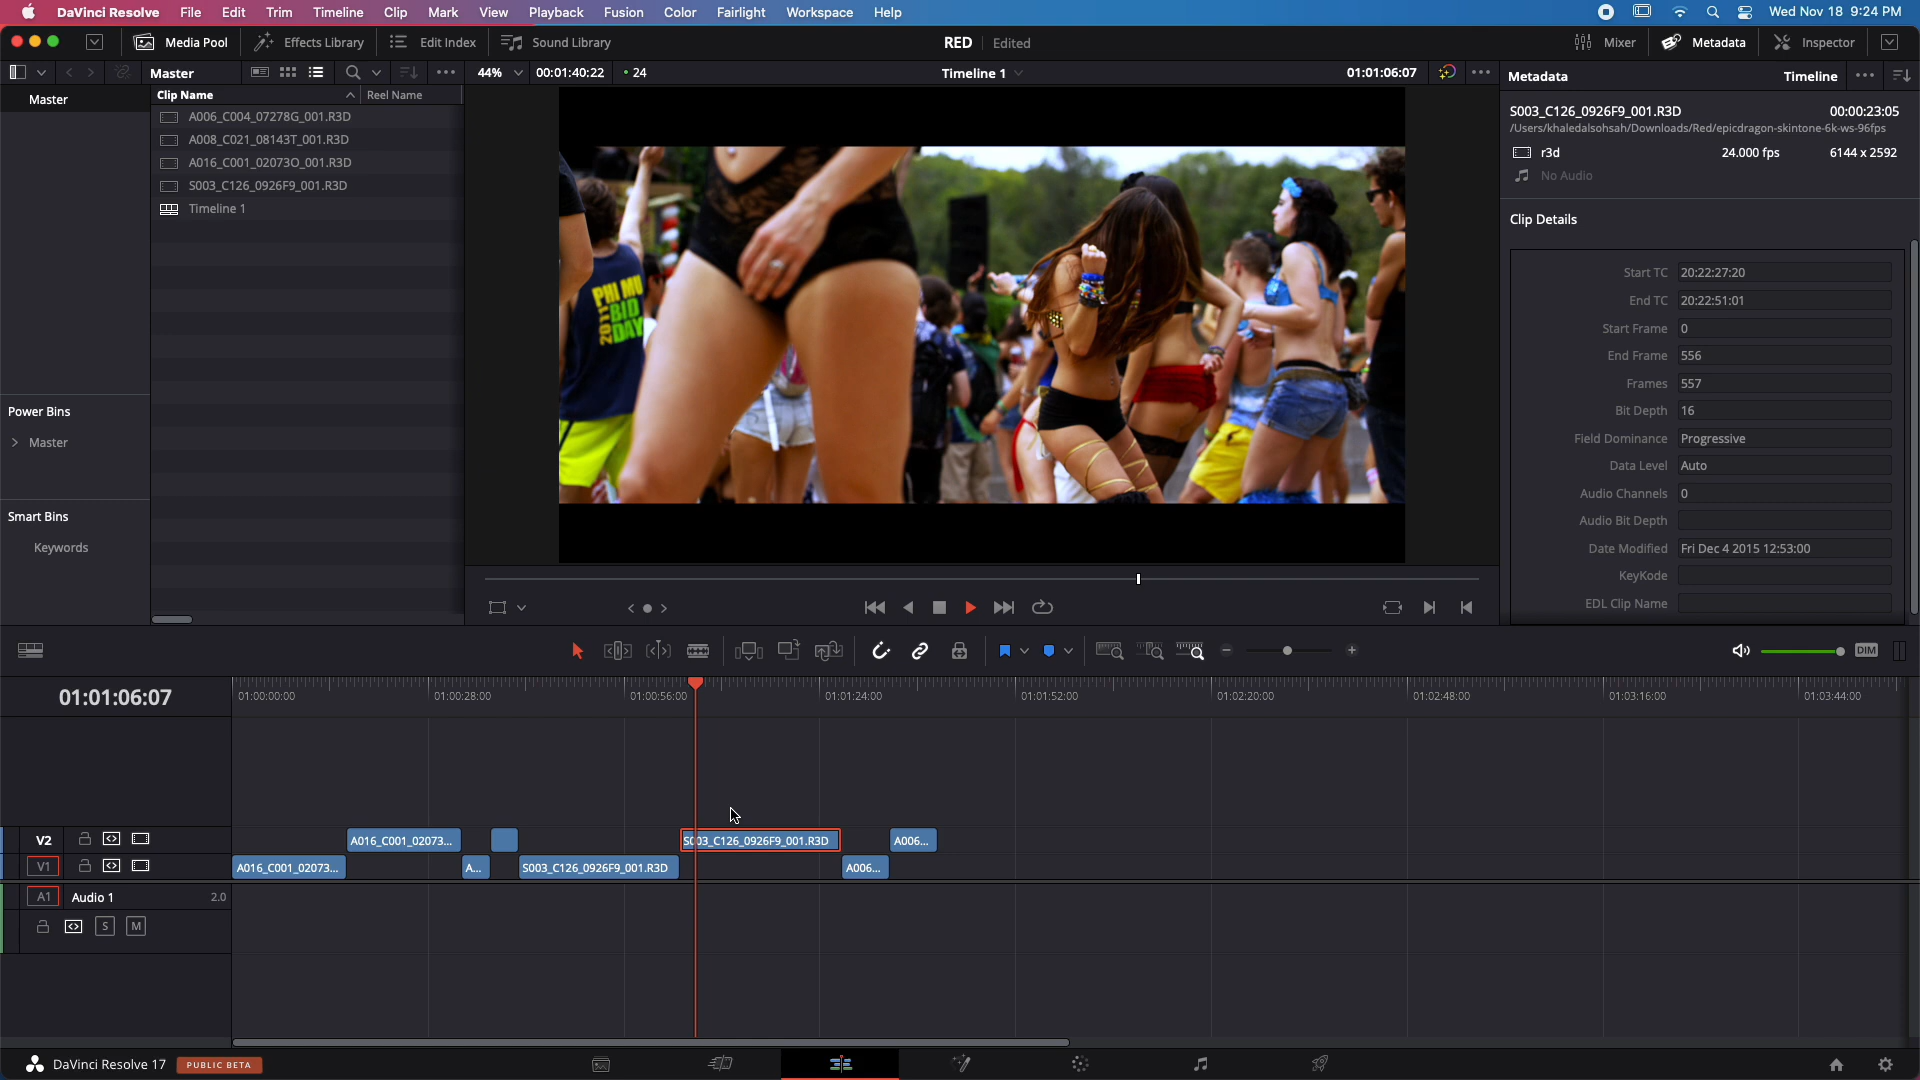 DaVinci Resolve File Edit Trim Timeline Clip Mark View Playback Fusion Color Fairlight Workspace Help Wed Nov 18 9:24 PM
Media Pool Effects Library Edit Index Sound Library RED Edited Mixer Metadata Inspector
Master 44% 00:01:40:22 24 Timeline 1 01:01:06:07 Metadata Timeline
Master
Clip Name Reel Name
A006_C004_07278G_001.R3D
A008_C021_08143T_001.R3D
A016_C001_02073O_001.R3D
S003_C126_0926F9_001.R3D
Timeline 1
Power Bins
Master
Smart Bins
Keywords
PHI MU
BID
DAY
2011
S003_C126_0926F9_001.R3D 00:00:23:05
/Users/khaledalsohsah/Downloads/Red/epicdragon-skintone-6k-ws-96fps
r3d 24.000 fps 6144 x 2592
No Audio
Clip Details
Start TC 20:22:27:20
End TC 20:22:51:01
Start Frame 0
End Frame 556
Frames 557
Bit Depth 16
Field Dominance Progressive
Data Level Auto
Audio Channels 0
Audio Bit Depth
Date Modified Fri Dec 4 2015 12:53:00
KeyKode
EDL Clip Name
DIM
01:01:06:07 01:00:00:00 01:00:28:00 01:00:56:00 01:01:24:00 01:01:52:00 01:02:20:00 01:02:48:00 01:03:16:00 01:03:44:00
V2 A016_C001_02073... S003_C126_0926F9_001.R3D A006...
V1 A016_C001_02073... A... S003_C126_0926F9_001.R3D A006...
A1 Audio 1 2.0
S M
DaVinci Resolve 17 PUBLIC BETA